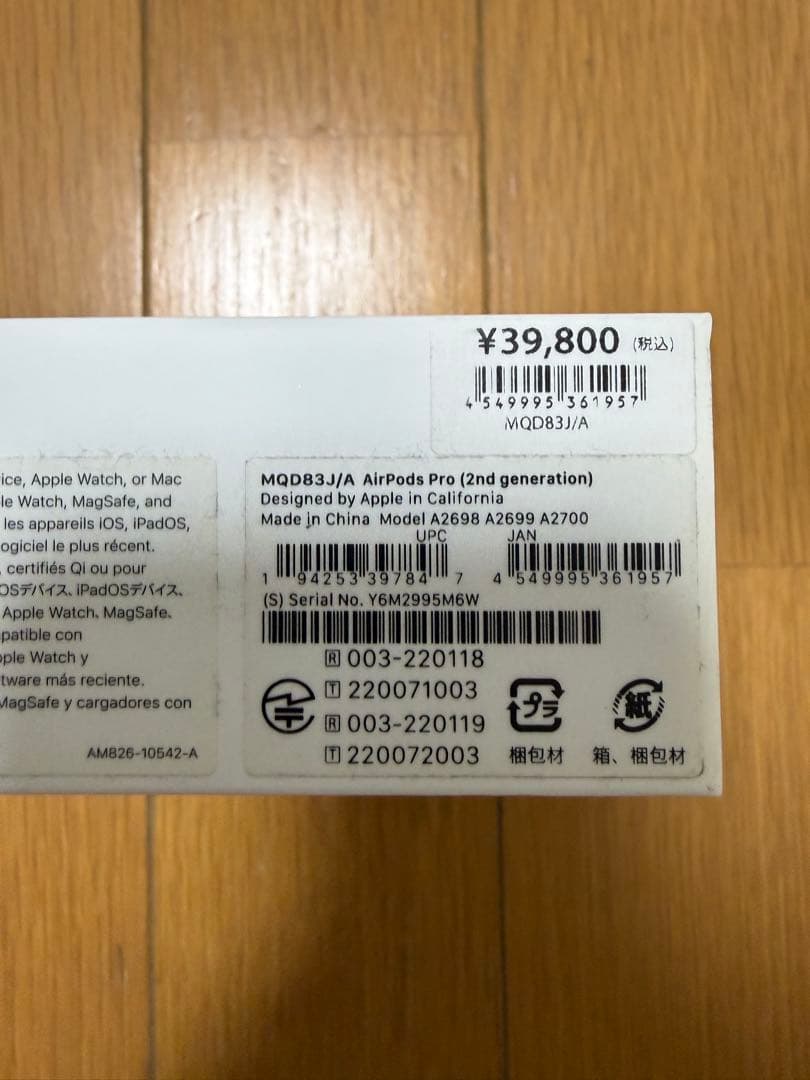 ¥39,800 (税込)
4 549995 361957
MQD83J/A
ice, Apple Watch, or Mac
le Watch, MagSafe, and
les appareils iOS, iPadOS,
ogiciel le plus récent.
, certifiés Qi ou pour
OSデバイス、iPadOSデバイス、
Apple Watch、MagSafe、
patible con
pple Watch y
tware más reciente.
MagSafe y cargadores con
AM826-10542-A
MQD83J/A AirPods Pro (2nd generation)
Designed by Apple in California
Made in China Model A2698 A2699 A2700
UPC JAN
1 94253 39784 7 4 549995 361957
(S) Serial No. Y6M2995M6W
R 003-220118
T 220071003
R 003-220119
T 220072003
プラ 紙
梱包材 箱、梱包材